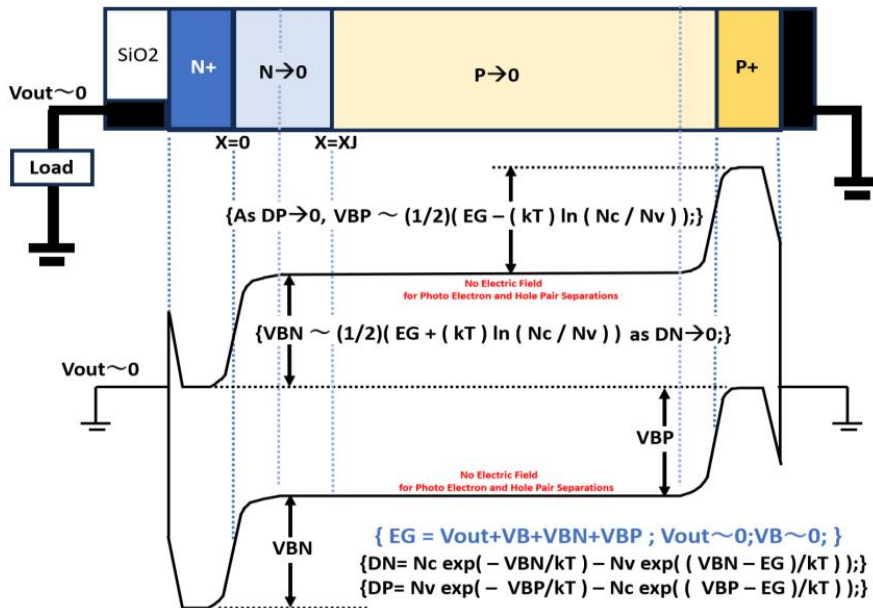 SiO2
N+
N→0
P→0
P+
Vout~0
X=0
X=XJ
Load
{As DP→0, VBP ~ (1/2)( EG – ( kT ) ln ( Nc / Nv ) );}
No Electric Field
for Photo Electron and Hole Pair Separations
{VBN ~ (1/2)( EG + ( kT ) ln ( Nc / Nv ) ) as DN→0;}
Vout~0
VBP
No Electric Field
for Photo Electron and Hole Pair Separations
VBN
{ EG = Vout+VB+VBN+VBP ; Vout~0;VB~0; }
{DN= Nc exp( – VBN/kT ) – Nv exp( ( VBN – EG )/kT ) );}
{DP= Nv exp( – VBP/kT ) – Nc exp( ( VBP – EG )/kT ) );}